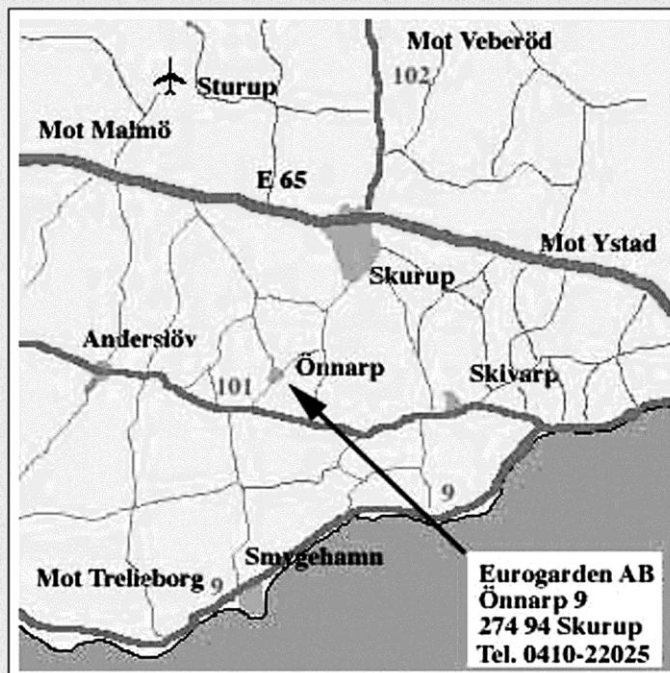 Mot Veberöd
102
Sturup
Mot Malmö
E 65
Mot Ystad
Skurup
Anderslöv
Önnarp
Skivarp
101
9
Smygehamn
Mot Trelieborg
9
Eurogarden AB
Önnarp 9
274 94 Skurup
Tel. 0410-22025